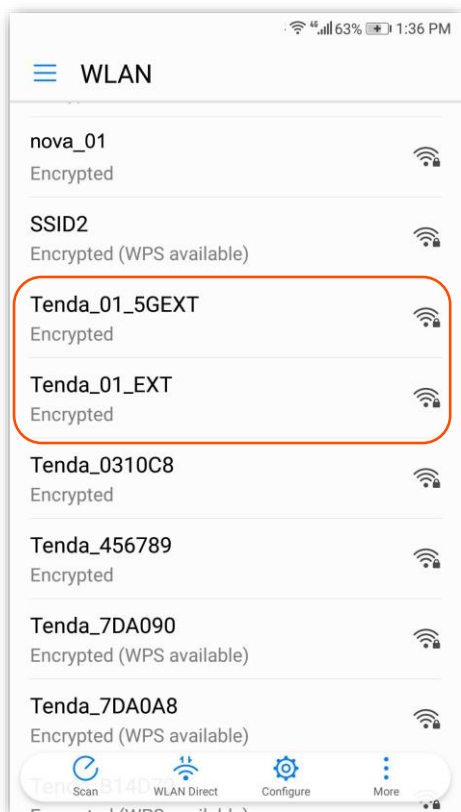 46 63% 1:36 PM
WLAN
nova_01
Encrypted
SSID2
Encrypted (WPS available)
Tenda_01_5GEXT
Encrypted
Tenda_01_EXT
Encrypted
Tenda_0310C8
Encrypted
Tenda_456789
Encrypted
Tenda_7DA090
Encrypted (WPS available)
Tenda_7DA0A8
Encrypted (WPS available)
Scan WLAN Direct Configure More